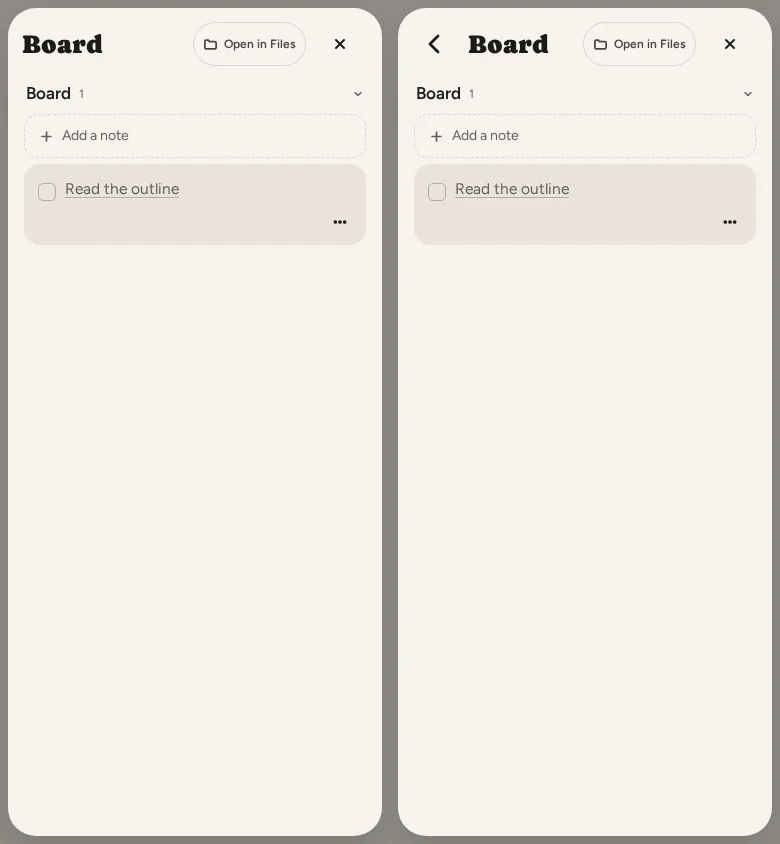 Board
Open in Files
Board 1
Add a note
Read the outline
Board
Open in Files
Board 1
Add a note
Read the outline